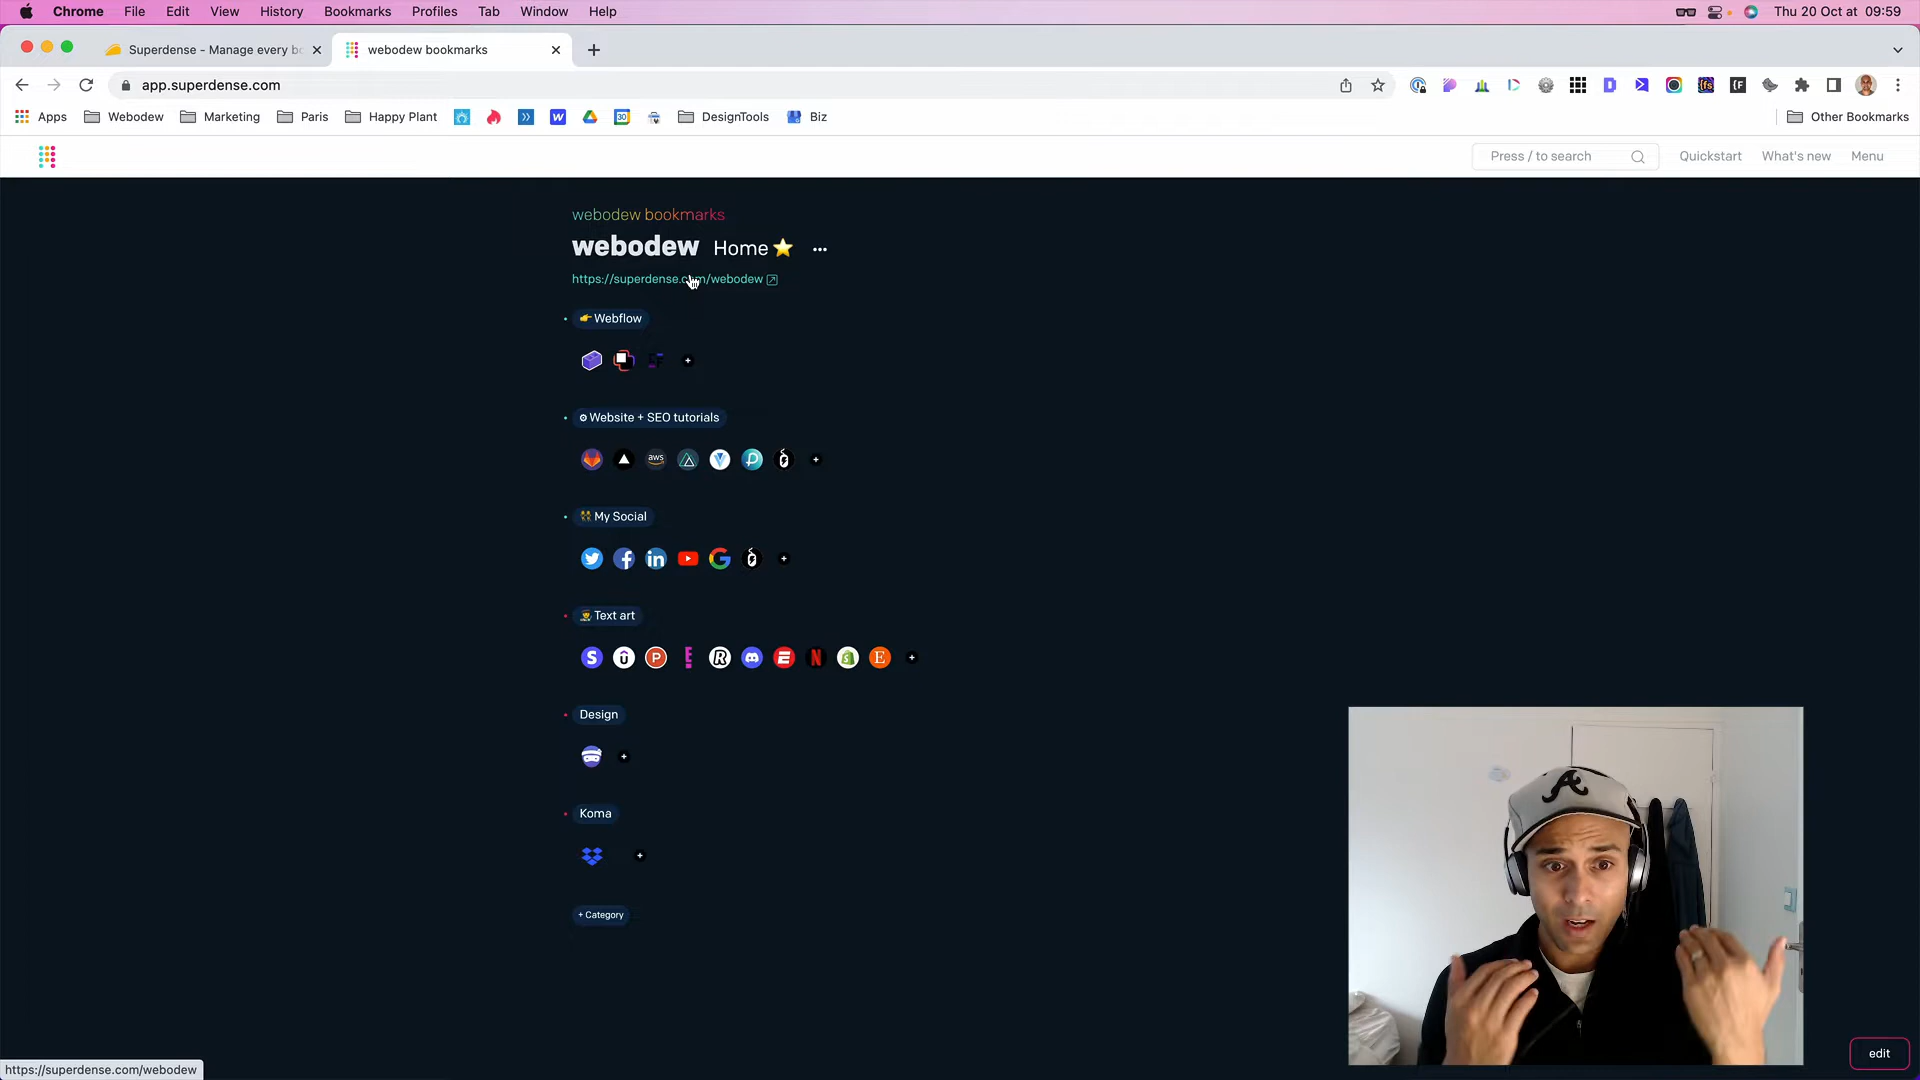 Chrome File Edit View History Bookmarks Profiles Tab Window Help
Thu 20 Oct at 09:59
Superdense - Manage every bo
webodew bookmarks
app.superdense.com
Apps Webodew Marketing Paris Happy Plant DesignTools Biz Other Bookmarks
Press / to search Quickstart What's new Menu
webodew bookmarks
webodew Home
https://superdense.com/webodew
Webflow
Website + SEO tutorials
aws
My Social
Text art
Design
Koma
+ Category
edit
https://superdense.com/webodew